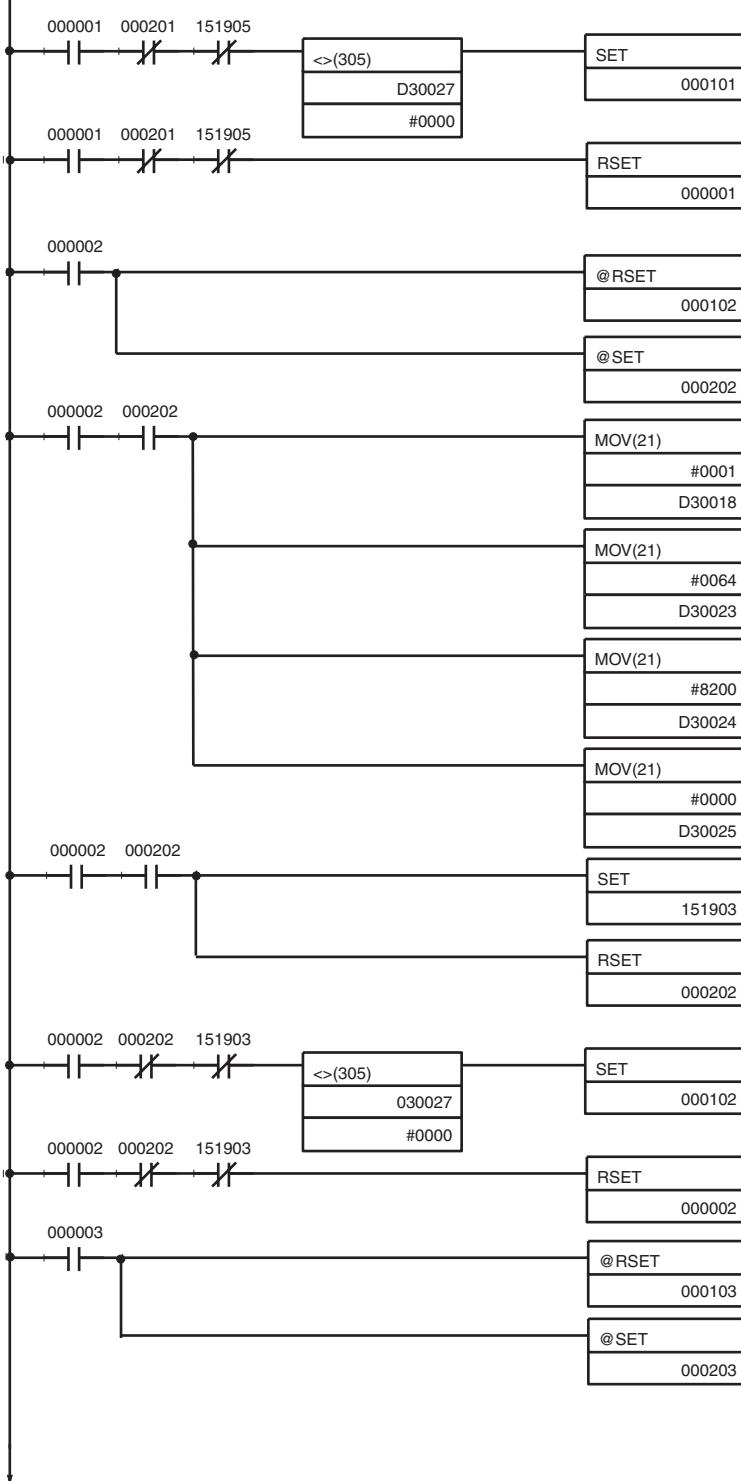 000001 000201 151905
<>(305)
D30027
#0000
SET
000101
000001 000201 151905
RSET
000001
000002
@RSET
000102
@SET
000202
000002 000202
MOV(21)
#0001
D30018
MOV(21)
#0064
D30023
MOV(21)
#8200
D30024
MOV(21)
#0000
D30025
000002 000202
SET
151903
RSET
000202
000002 000202 151903
<>(305)
030027
#0000
SET
000102
000002 000202 151903
RSET
000002
000003
@RSET
000103
@SET
000203